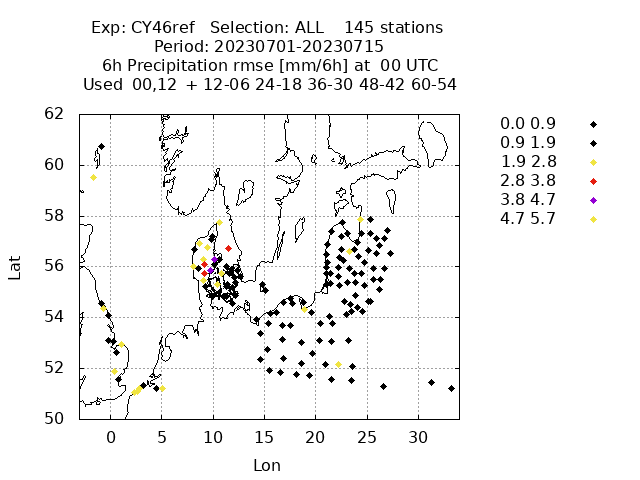 Exp: CY46ref   Selection: ALL    145 stations
Period: 20230701-20230715
6h Precipitation rmse [mm/6h] at  00 UTC
Used  00,12  + 12-06 24-18 36-30 48-42 60-54
62
60
58
56
54
52
50
Lat
0 5 10 15 20 25 30
Lon
0.0 0.9
0.9 1.9
1.9 2.8
2.8 3.8
3.8 4.7
4.7 5.7